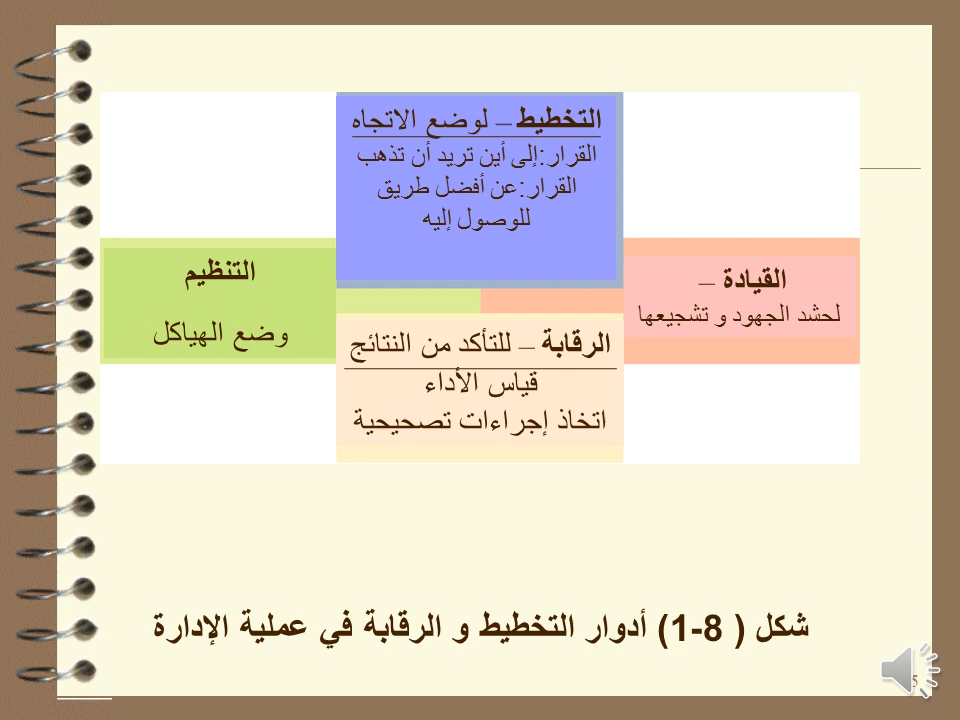 التخطيط – لوضع الاتجاه
القرار:إلى أين تريد أن تذهب
القرار:عن أفضل طريق
للوصول إليه
القيادة –
لحشد الجهود و تشجيعها
التنظيم
وضع الهياكل
الرقابة – للتأكد من النتائج
قياس الأداء
اتخاذ إجراءات تصحيحية
شكل ( 8-1) أدوار التخطيط و الرقابة في عملية الإدارة
5